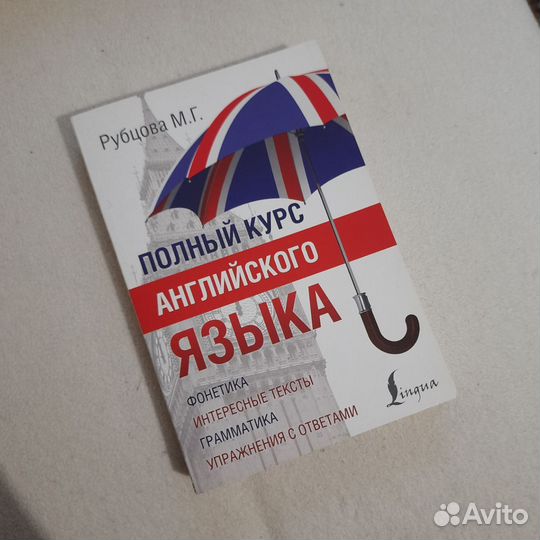 Рубцова М.Г.
ПОЛНЫЙ КУРС
АНГЛИЙСКОГО
ЯЗЫКА
ФОНЕТИКА
ИНТЕРЕСНЫЕ ТЕКСТЫ
ГРАММАТИКА
УПРАЖНЕНИЯ С ОТВЕТАМИ
Lingua
Avito